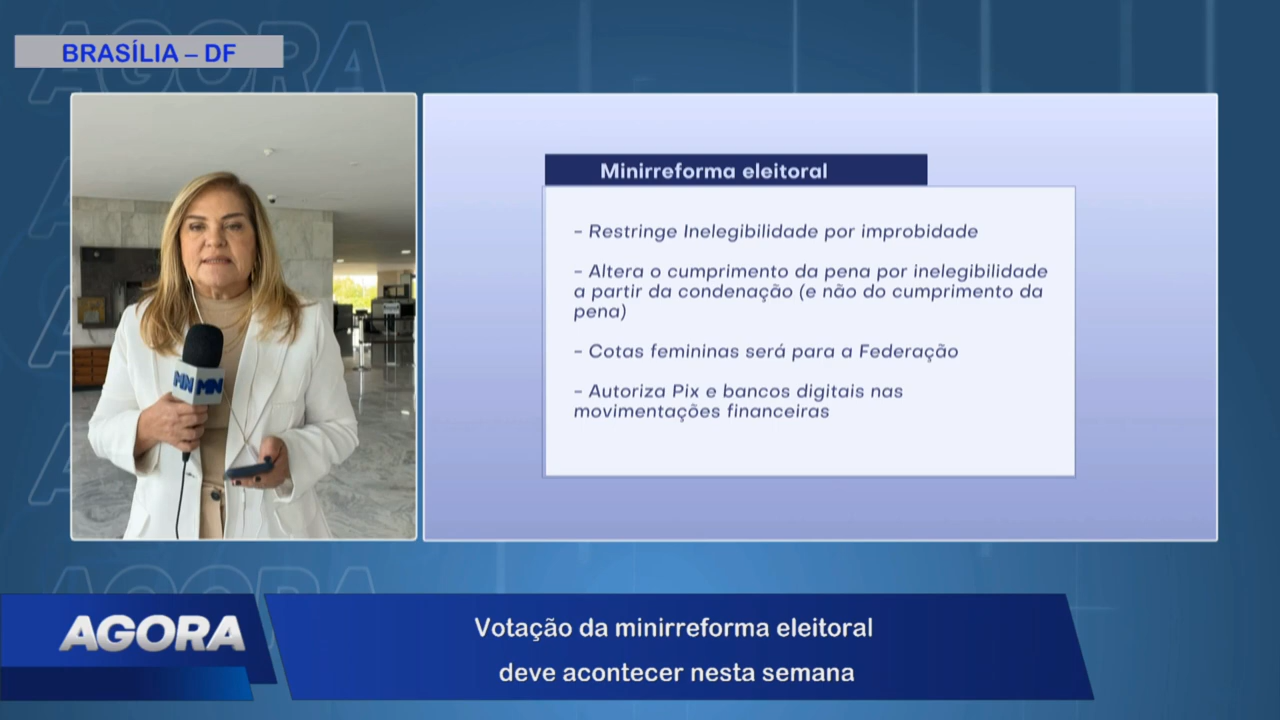 BRASÍLIA – DF
Minirreforma eleitoral
- Restringe Inelegibilidade por improbidade
- Altera o cumprimento da pena por inelegibilidade
a partir da condenação (e não do cumprimento da
pena)
- Cotas femininas será para a Federação
- Autoriza Pix e bancos digitais nas
movimentações financeiras
MN MN
AGORA
Votação da minirreforma eleitoral
deve acontecer nesta semana
AGORA
AGORA